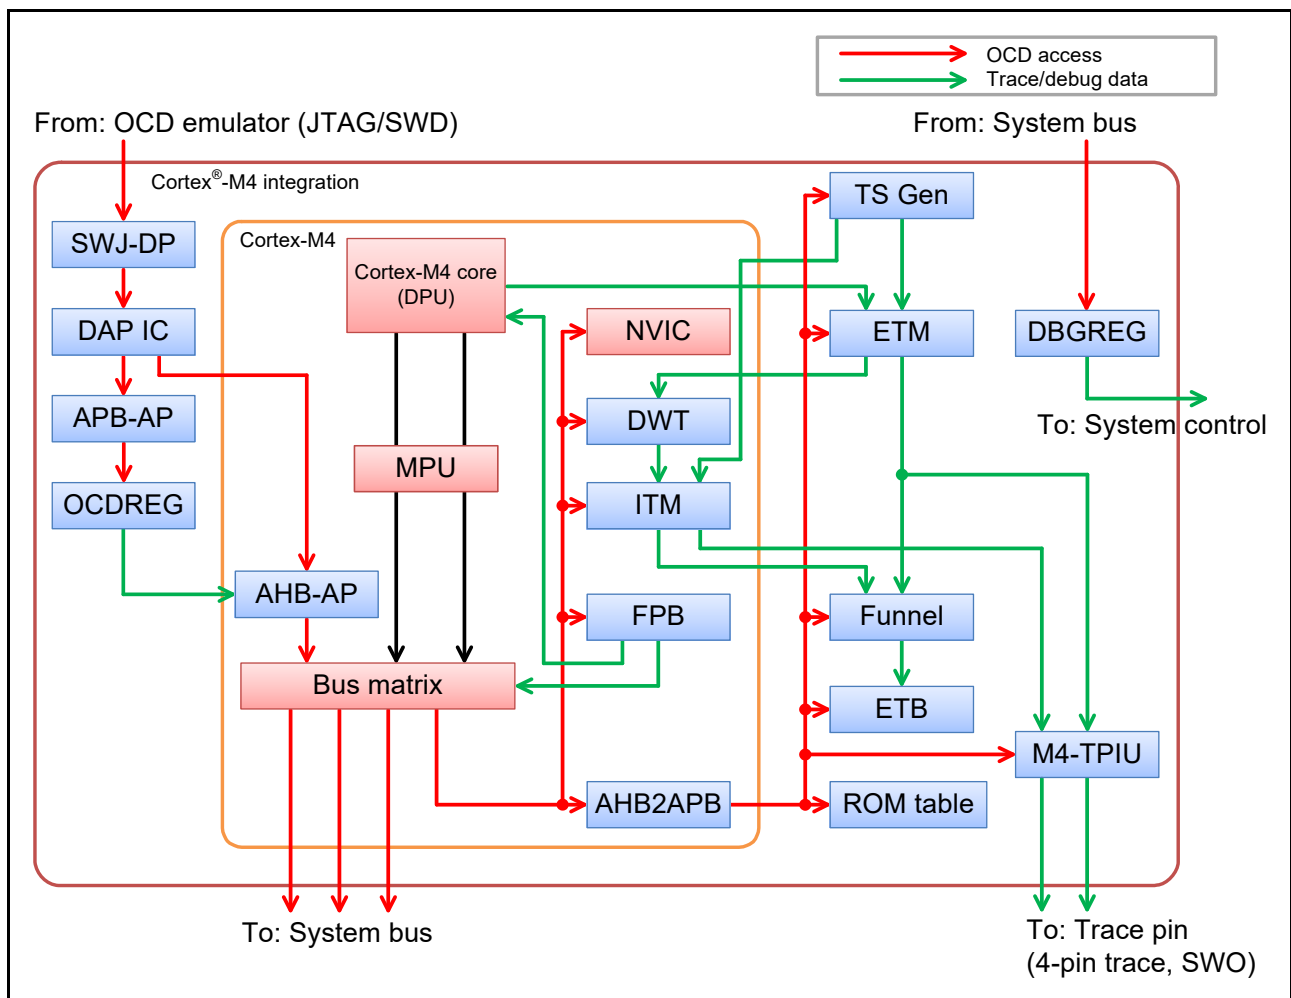 OCD access
Trace/debug data
From: OCD emulator (JTAG/SWD)
From: System bus
Cortex®-M4 integration
TS Gen
SWJ-DP
Cortex-M4
Cortex-M4 core
(DPU)
DAP IC
NVIC
ETM
DBGREG
APB-AP
DWT
To: System control
MPU
OCDREG
ITM
AHB-AP
FPB
Funnel
Bus matrix
ETB
M4-TPIU
AHB2APB
ROM table
To: System bus
To: Trace pin
(4-pin trace, SWO)